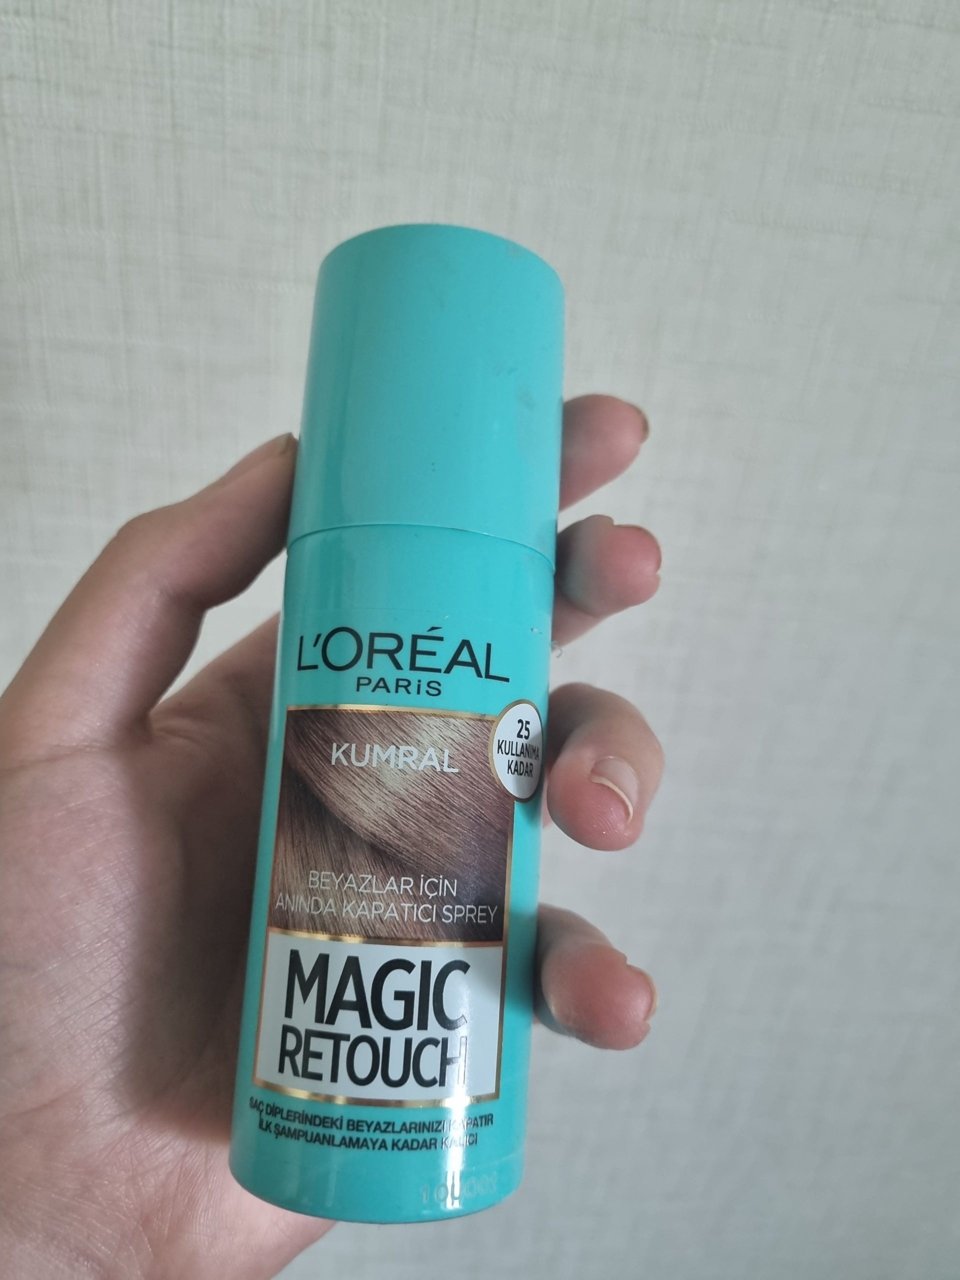 L'ORÉAL
PARiS
KUMRAL
25
KULLANIMA
KADAR
BEYAZLAR İÇİN
ANINDA KAPATICI SPREY
MAGIC
RETOUCH
SAÇ DİPLERİNDEKİ BEYAZLARINIZI KAPATIR
İLK ŞAMPUANLAMAYA KADAR KALICI